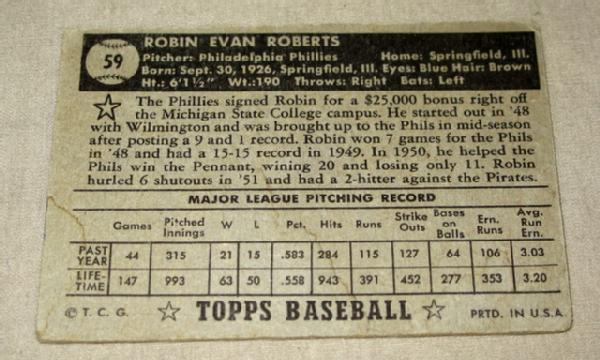 59
ROBIN EVAN ROBERTS
Pitcher: Philadelphia Phillies Home: Springfield, Ill.
Born: Sept. 30, 1926, Springfield, Ill. Eyes: Blue Hair: Brown
Ht.: 6'1½" Wt.:190 Throws: Right Bats: Left
The Phillies signed Robin for a $25,000 bonus right off
the Michigan State College campus. He started out in '48
with Wilmington and was brought up to the Phils in mid-season
after posting a 9 and 1 record. Robin won 7 games for the Phils
in '48 and had a 15-15 record in 1949. In 1950, he helped the
Phils win the Pennant, wining 20 and losing only 11. Robin
hurled 6 shutouts in '51 and had a 2-hitter against the Pirates.
MAJOR LEAGUE PITCHING RECORD
Games Pitched Innings W L Pct. Hits Runs Strike Outs Bases on Balls Ern. Runs Avg. Run Ern.
PAST YEAR 44 315 21 15 .583 284 115 127 64 106 3.03
LIFE-TIME 147 993 63 50 .558 943 391 452 277 353 3.20
© T. C. G. TOPPS BASEBALL PRTD. IN U.S.A.